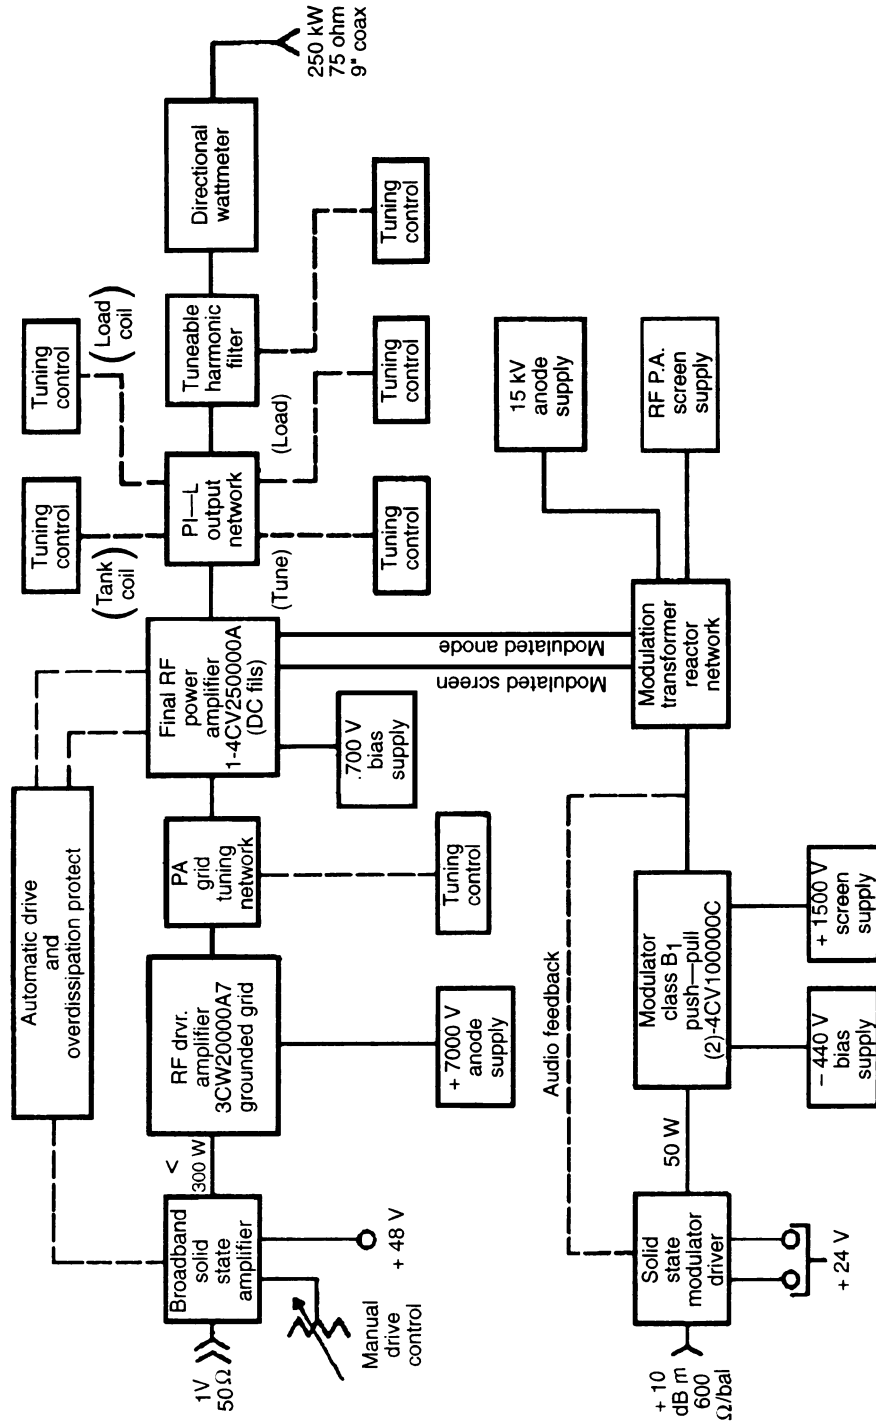 1V
50Ω
Broadband
solid
state
amplifier
Manual
drive
control
+ 48 V
<
300 W
RF drvr.
amplifier
3CW20000A7
grounded grid
+ 7000 V
anode
supply
Automatic drive
and
overdissipation protect
PA
grid
tuning
network
Tuning
control
Final RF
power
amplifier
1-4CV250000A
(DC fils)
.700 V
bias
supply
Modulated screen
Modulated anode
PI—L
output
network
Tuning
control
(Tank
coil)
Tuning
control
(Load
coil)
(Tune)
Tuning
control
(Load)
Tuning
control
Tuneable
harmonic
filter
Tuning
control
Directional
wattmeter
250 kW
75 ohm
9" coax
+ 10
dB m
600
Ω/bal
Solid
state
modulator
driver
+ 24 V
50 W
Audio feedback
Modulator
class B1
push—pull
(2)-4CV100000C
− 440 V
bias
supply
+ 1500 V
screen
supply
Modulation
transformer
reactor
network
15 kV
anode
supply
RF P.A.
screen
supply